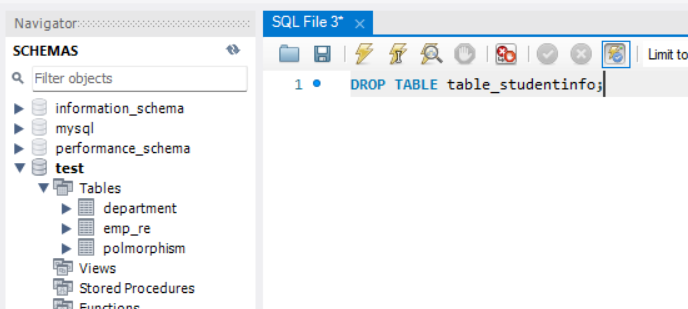 Navigator
SCHEMAS
Filter objects
information_schema
mysql
performance_schema
test
Tables
department
emp_re
polmorphism
Views
Stored Procedures
Functions
SQL File 3*
Limit to
1
DROP TABLE table_studentinfo;